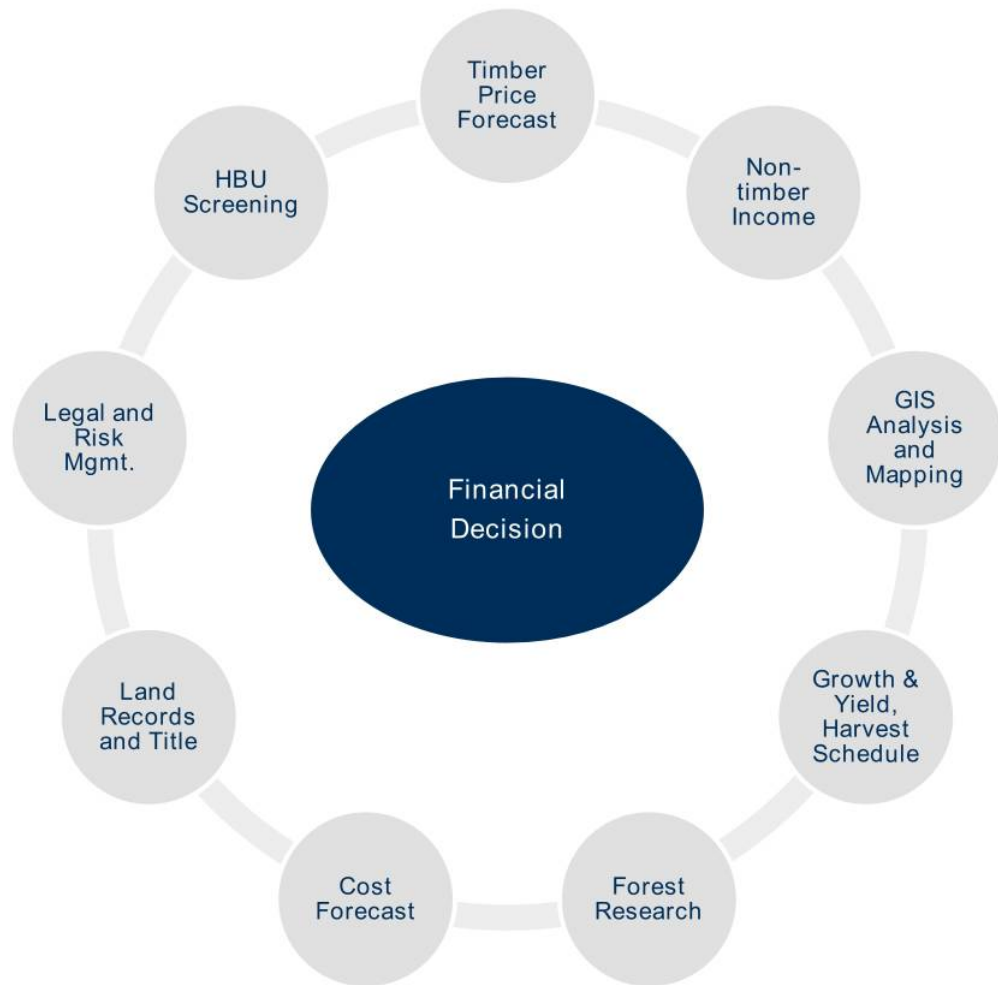 Timber
Price
Forecast
Non-
timber
Income
GIS
Analysis
and
Mapping
Growth &
Yield,
Harvest
Schedule
Forest
Research
Cost
Forecast
Land
Records
and Title
Legal and
Risk
Mgmt.
HBU
Screening
Financial
Decision